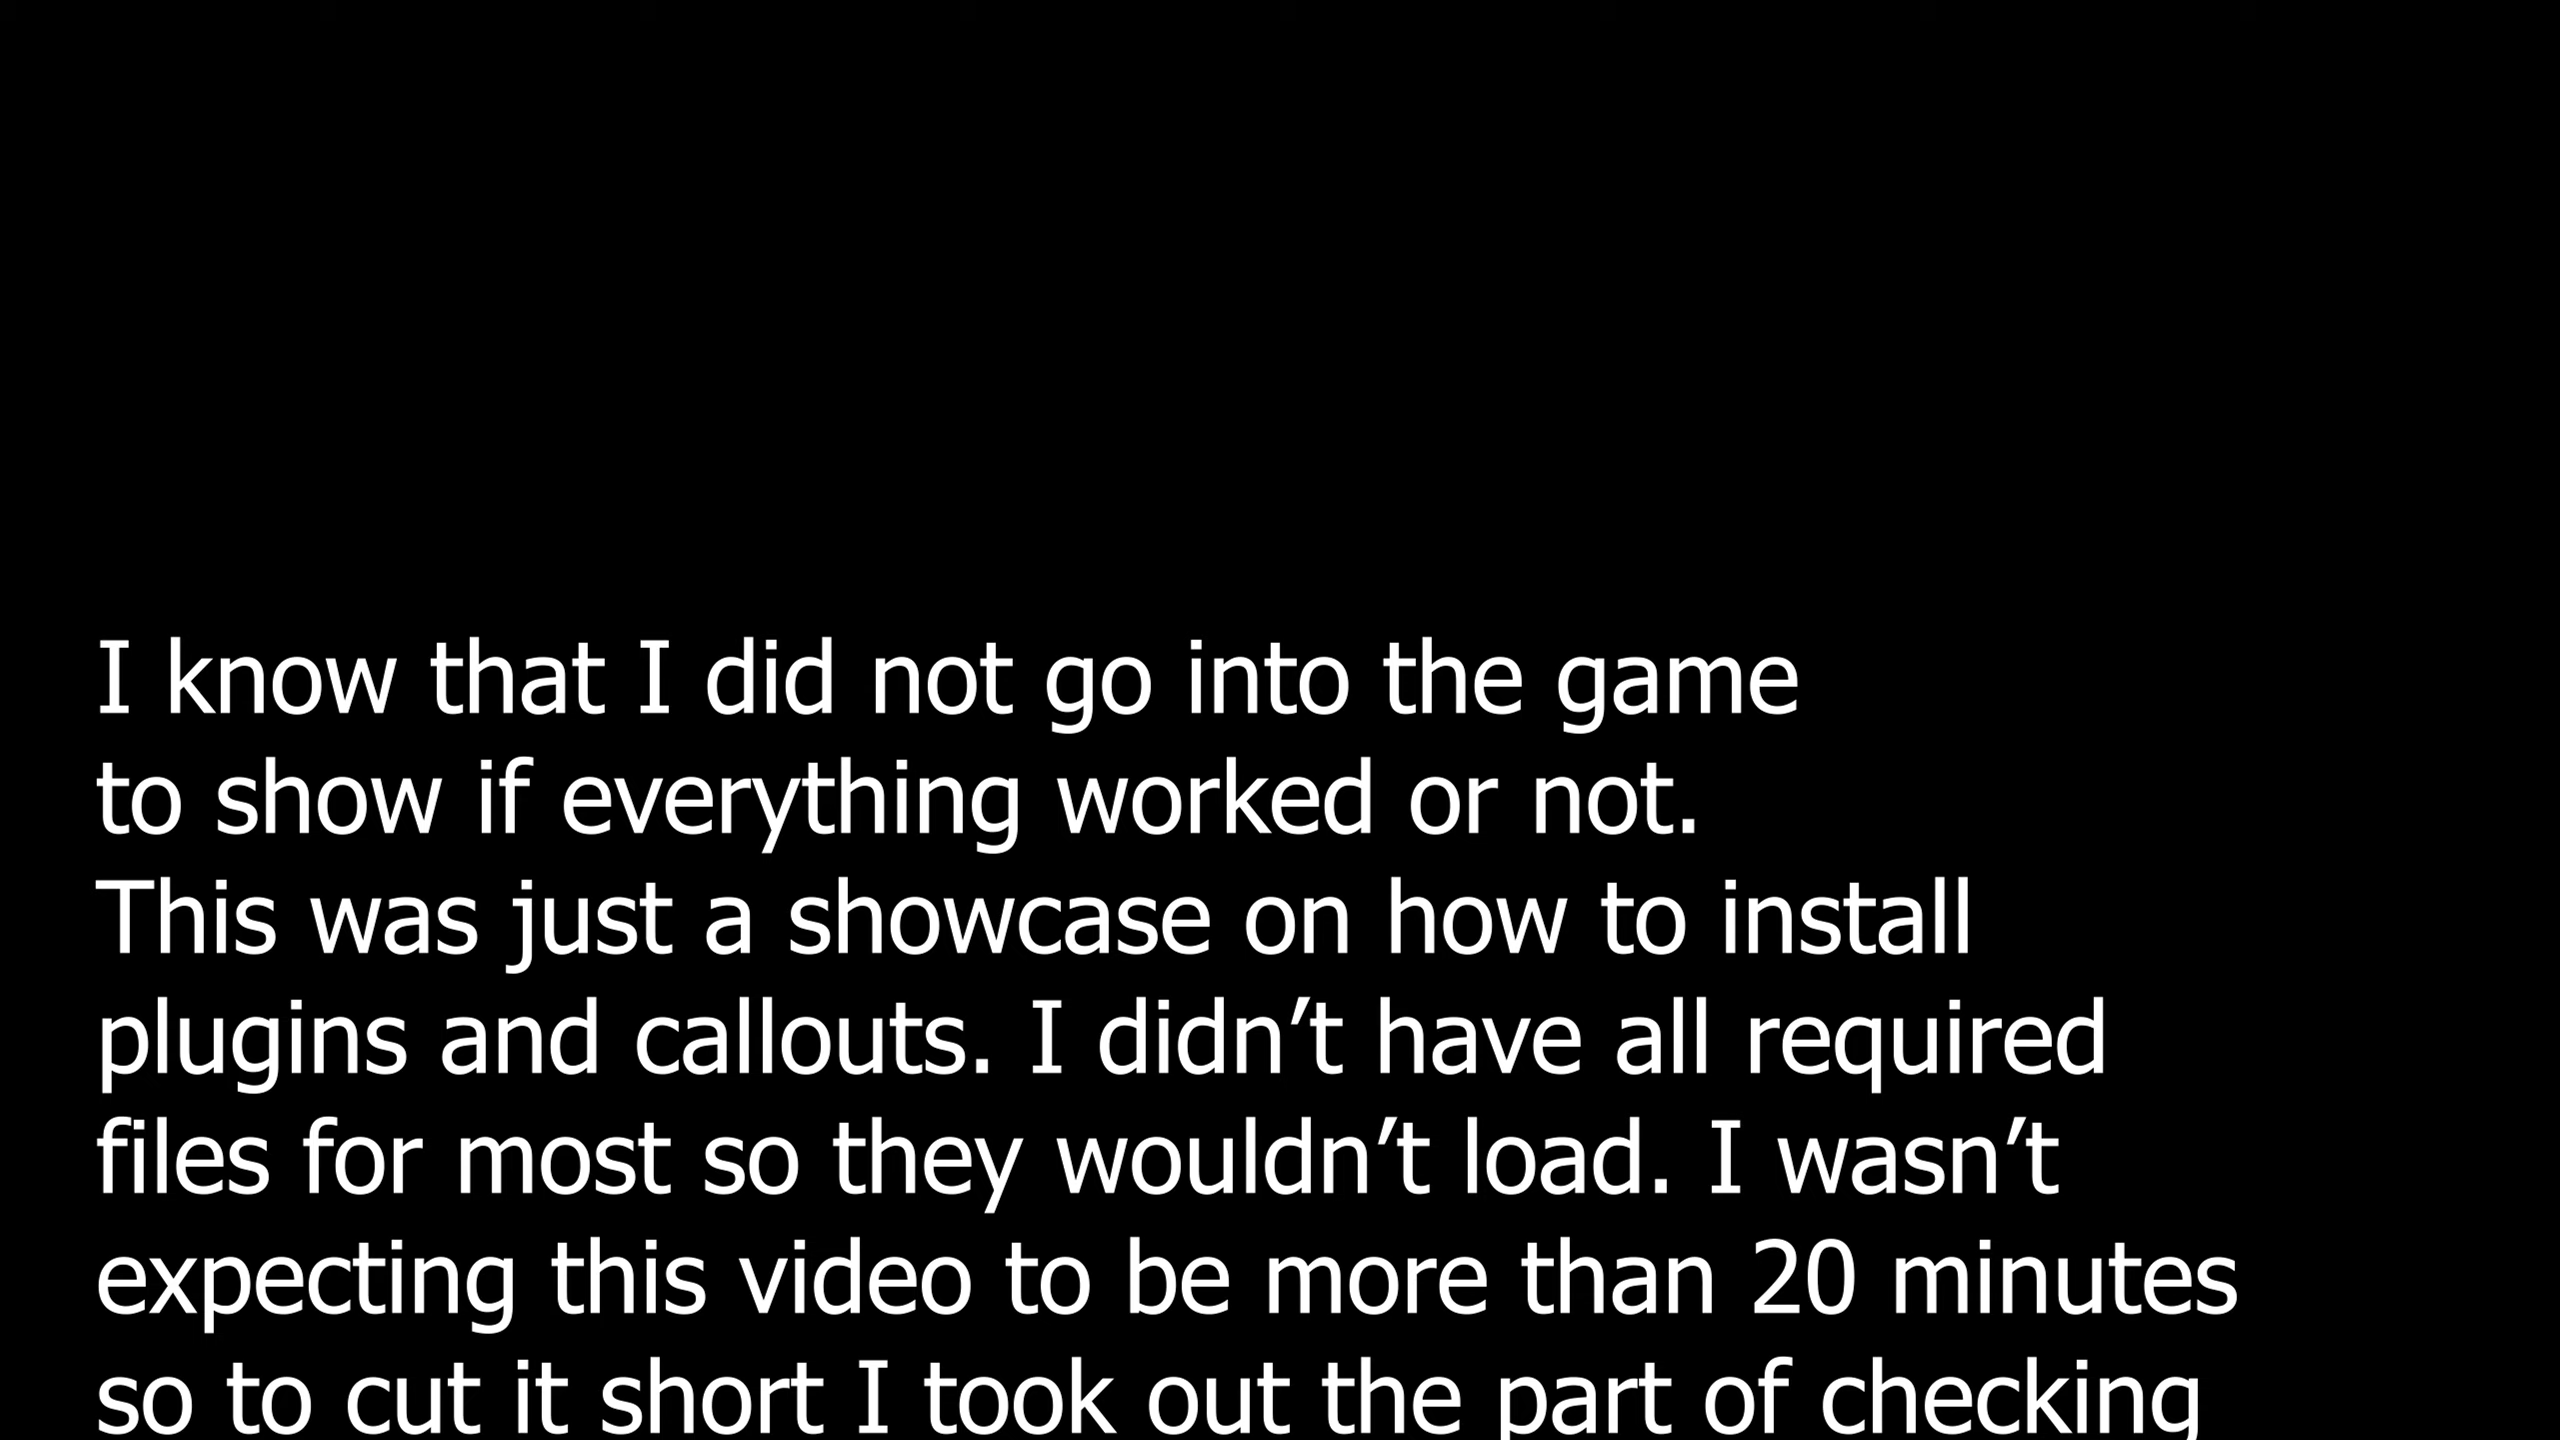 I know that I did not go into the game
to show if everything worked or not.
This was just a showcase on how to install
plugins and callouts. I didn’t have all required
files for most so they wouldn’t load. I wasn’t
expecting this video to be more than 20 minutes
so to cut it short I took out the part of checking